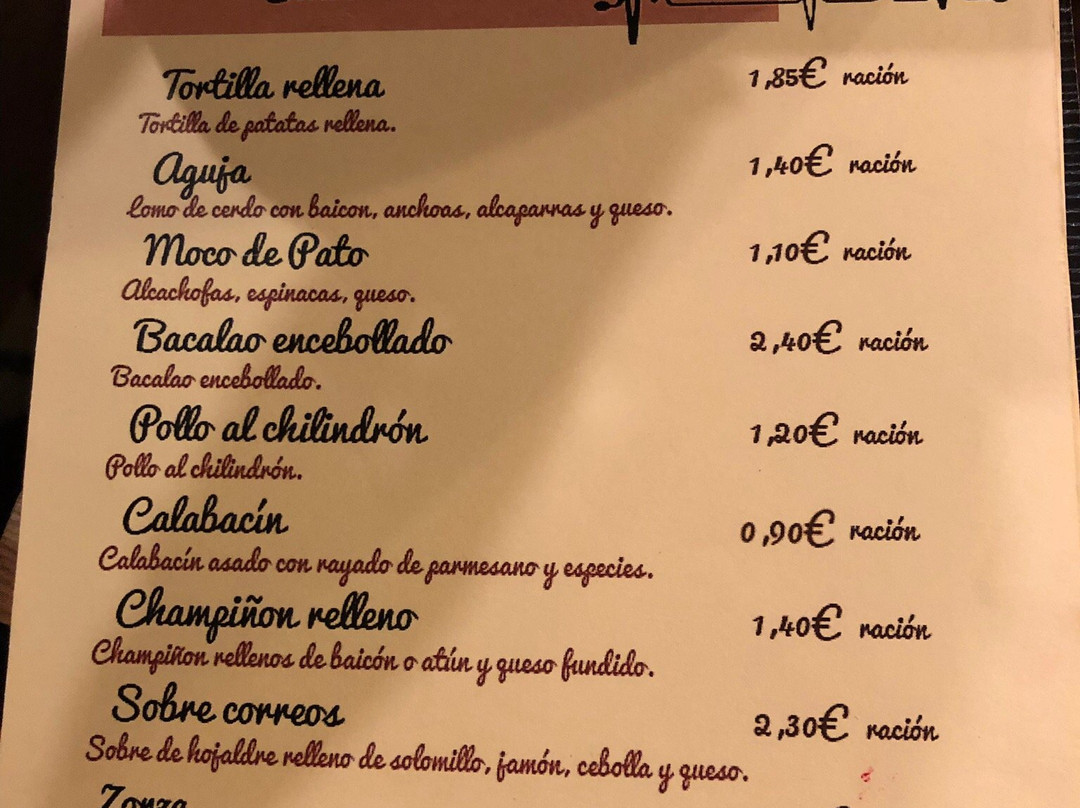 Tortilla rellena 1,85€ ración
Tortilla de patatas rellena.
Aguja 1,40€ ración
Lomo de cerdo con baicon, anchoas, alcaparras y queso.
Moco de Pato 1,10€ ración
Alcachofas, espinacas, queso.
Bacalao encebollado 2,40€ ración
Bacalao encebollado.
Pollo al chilindrón 1,20€ ración
Pollo al chilindrón.
Calabacín 0,90€ ración
Calabacín asado con rayado de parmesano y especies.
Champiñon relleno 1,40€ ración
Champiñon rellenos de baicón o atún y queso fundido.
Sobre correos 2,30€ ración
Sobre de hojaldre relleno de solomillo, jamón, cebolla y queso.
Zonza